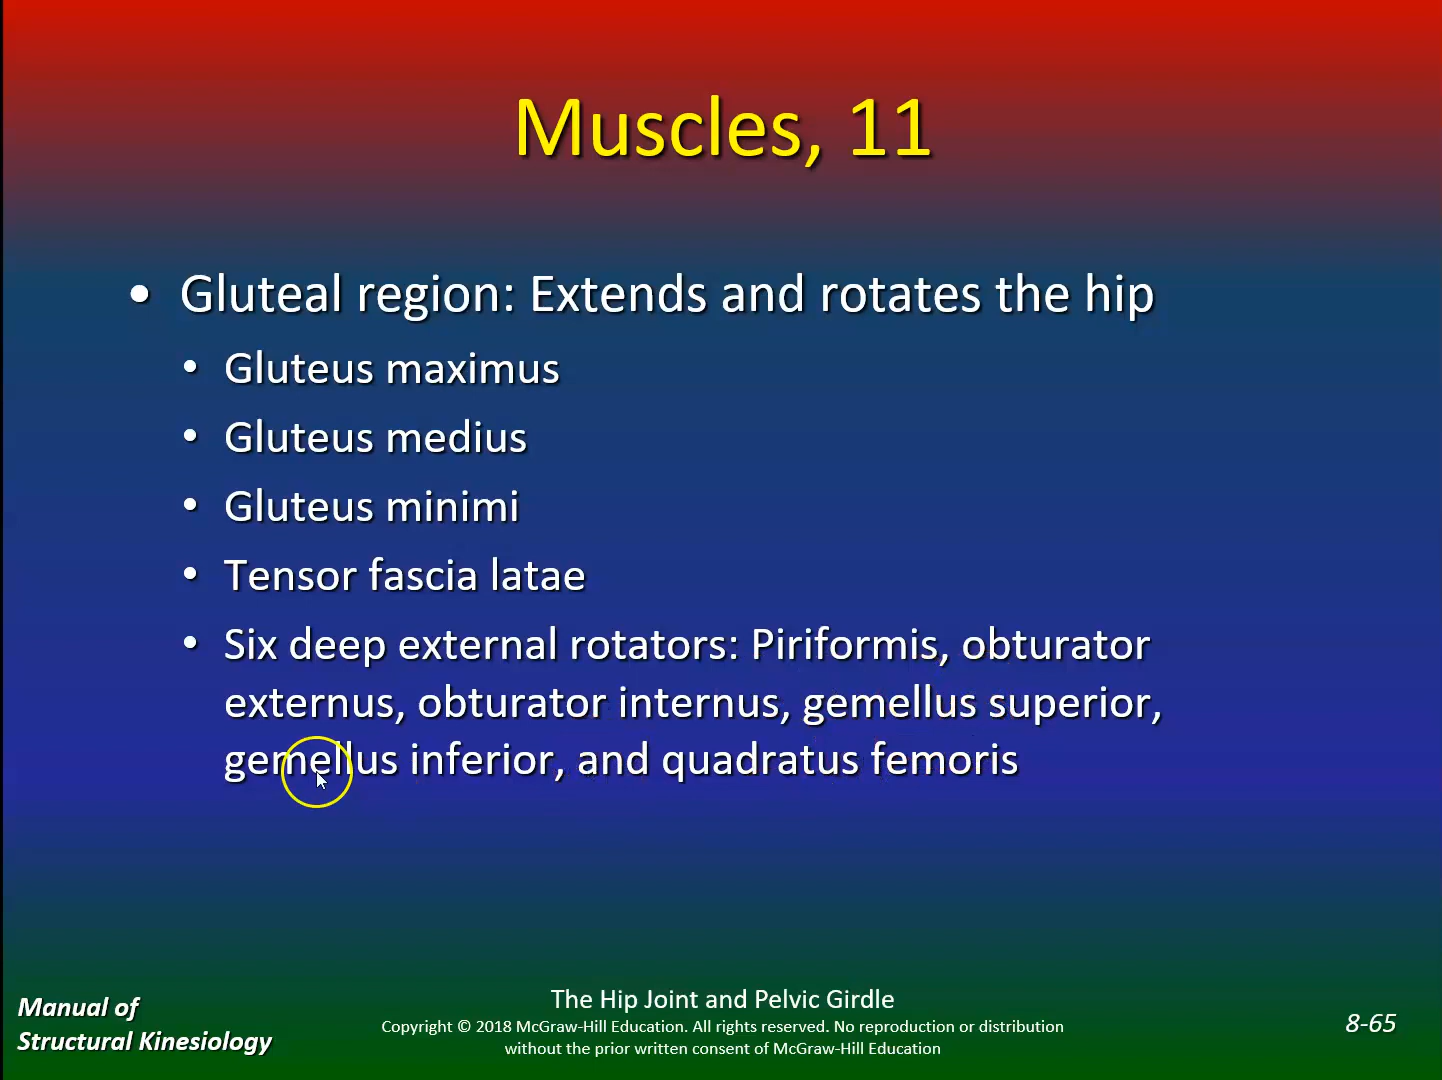 Muscles, 11
• Gluteal region: Extends and rotates the hip
• Gluteus maximus
• Gluteus medius
• Gluteus minimi
• Tensor fascia latae
• Six deep external rotators: Piriformis, obturator
externus, obturator internus, gemellus superior,
gemellus inferior, and quadratus femoris
Manual of
Structural Kinesiology
The Hip Joint and Pelvic Girdle
Copyright © 2018 McGraw-Hill Education. All rights reserved. No reproduction or distribution
without the prior written consent of McGraw-Hill Education
8-65